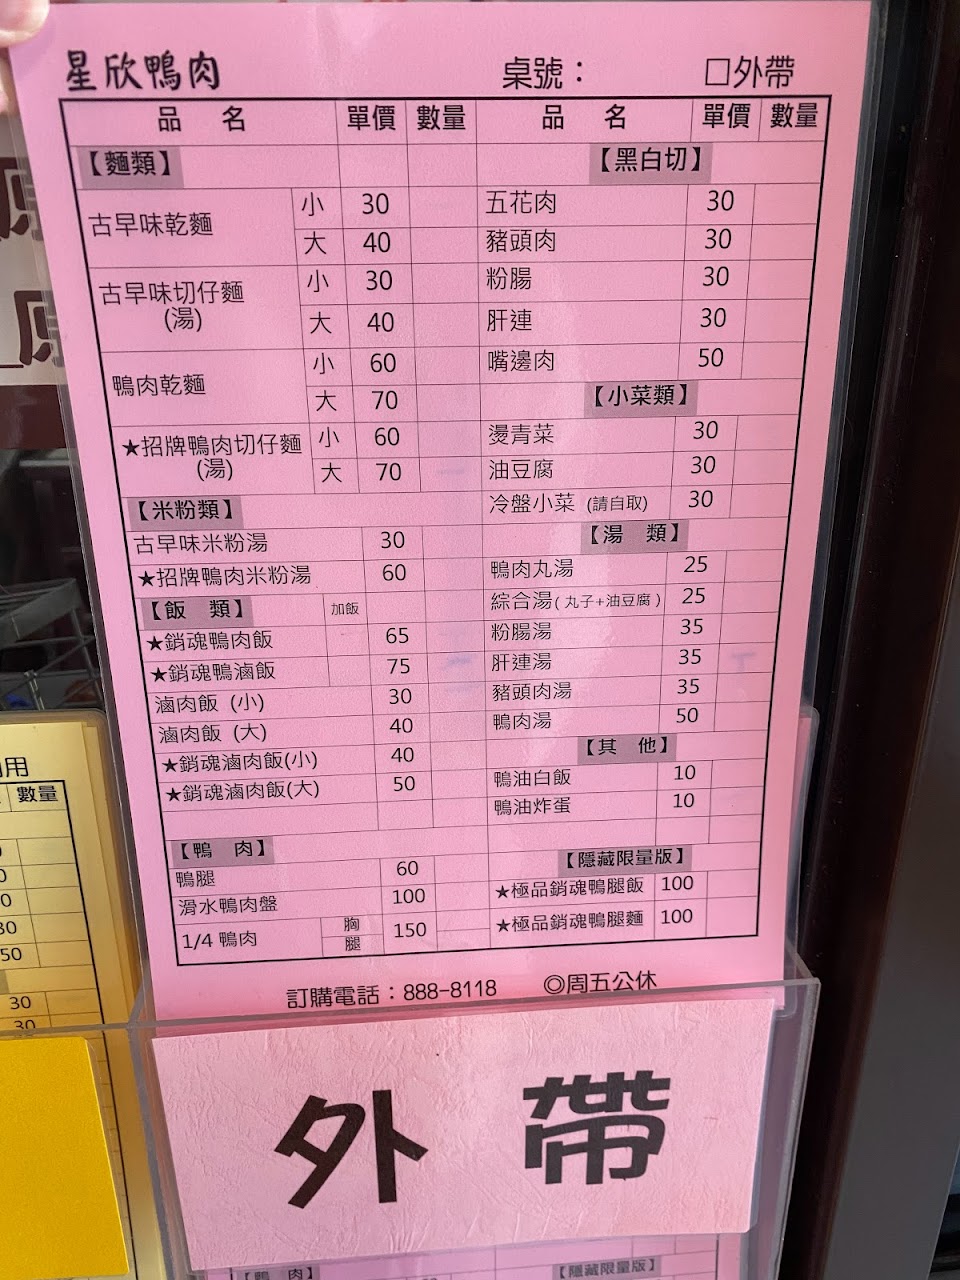 星欣鴨肉 桌號： □外帶
品 名 單價 數量 品 名 單價 數量
【麵類】
古早味乾麵 小 30
大 40
古早味切仔麵(湯) 小 30
大 40
鴨肉乾麵 小 60
大 70
★招牌鴨肉切仔麵(湯) 小 60
大 70
【米粉類】
古早味米粉湯 30
★招牌鴨肉米粉湯 60
【飯 類】 加飯
★銷魂鴨肉飯 65
★銷魂鴨滷飯 75
滷肉飯 (小) 30
滷肉飯 (大) 40
★銷魂滷肉飯(小) 40
★銷魂滷肉飯(大) 50
【鴨 肉】
鴨腿 60
滑水鴨肉盤 100
1/4 鴨肉 胸 腿 150
【黑白切】
五花肉 30
豬頭肉 30
粉腸 30
肝連 30
嘴邊肉 50
【小菜類】
燙青菜 30
油豆腐 30
冷盤小菜 (請自取) 30
【湯 類】
鴨肉丸湯 25
綜合湯(丸子+油豆腐) 25
粉腸湯 35
肝連湯 35
豬頭肉湯 35
鴨肉湯 50
【其 他】
鴨油白飯 10
鴨油炸蛋 10
【隱藏限量版】
★極品銷魂鴨腿飯 100
★極品銷魂鴨腿麵 100
訂購電話：888-8118 ◎周五公休
外 帶
【鴨 肉】 【隱藏限量版】
用
數量
50
30
30